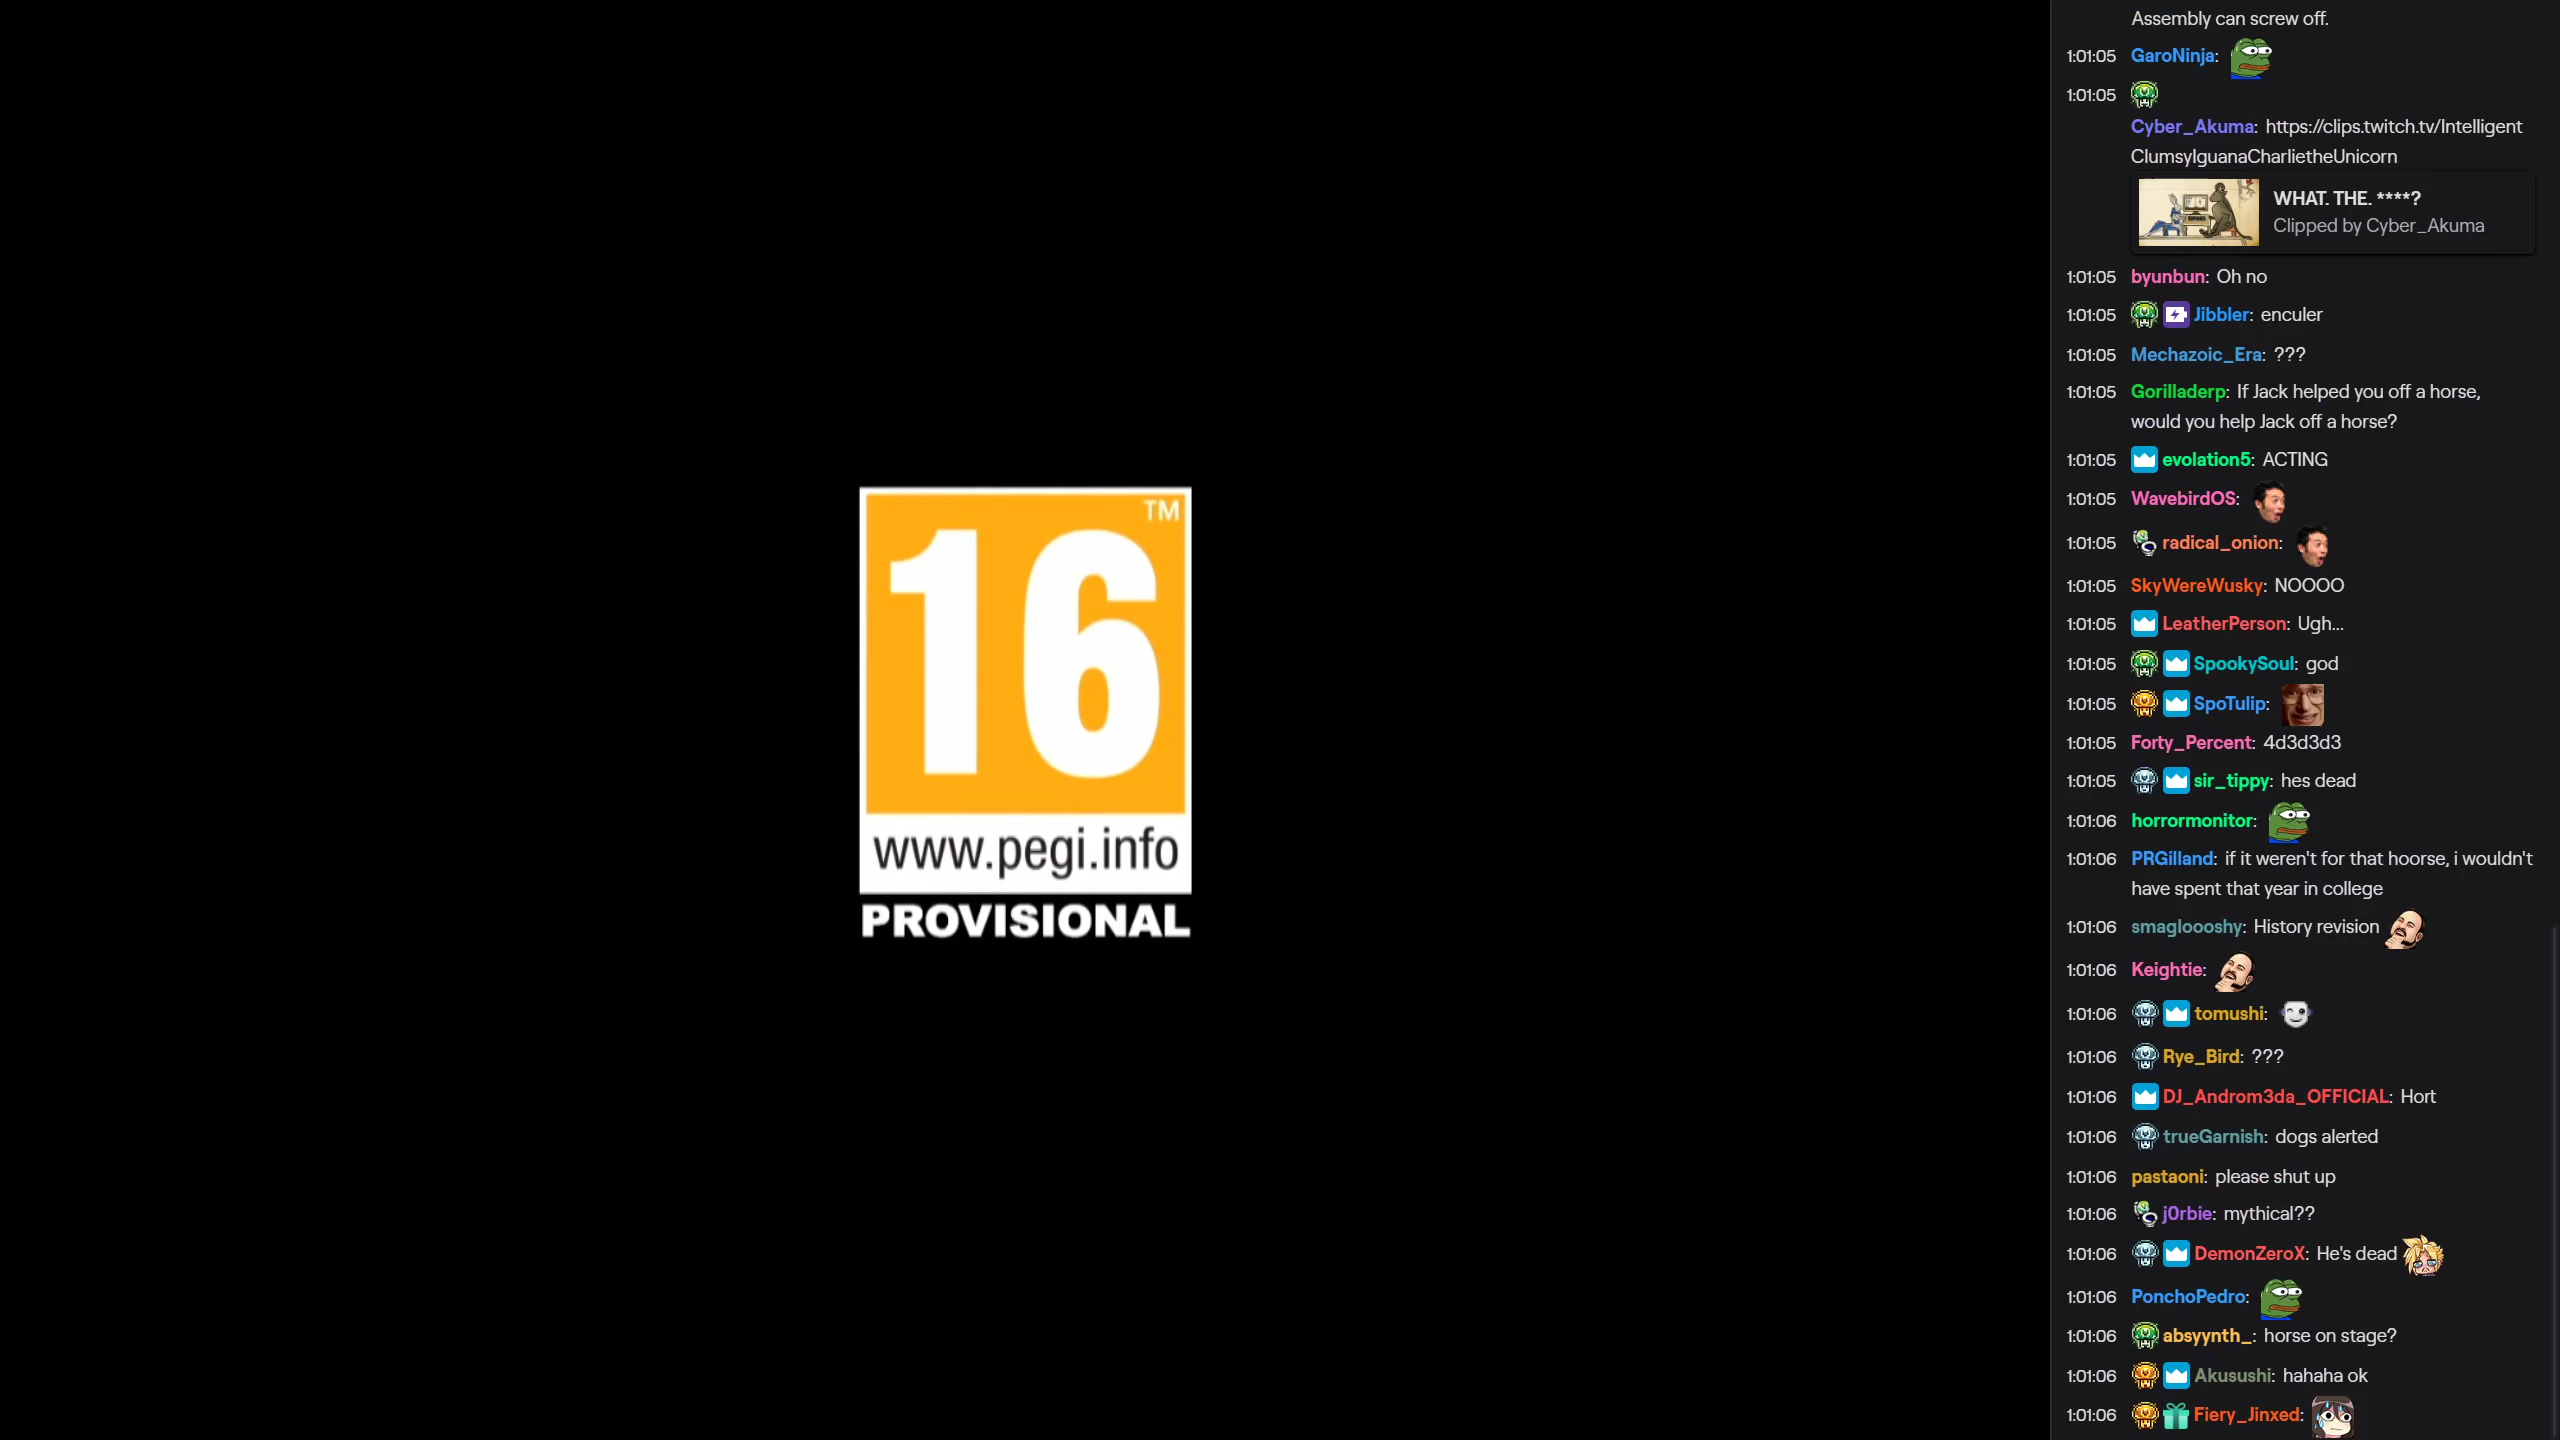 TM
16
www.pegi.info
PROVISIONAL
Assembly can screw off.
1:01:05 GaroNinja:
1:01:05
Cyber_Akuma: https://clips.twitch.tv/Intelligent
ClumsyIguanaCharlietheUnicorn
WHAT. THE. ****?
Clipped by Cyber_Akuma
1:01:05 byunbun: Oh no
1:01:05 Jibbler: enculer
1:01:05 Mechazoic_Era: ???
1:01:05 Gorilladerp: If Jack helped you off a horse,
would you help Jack off a horse?
1:01:05 evolation5: ACTING
1:01:05 WavebirdOS:
1:01:05 radical_onion:
1:01:05 SkyWereWusky: NOOOO
1:01:05 LeatherPerson: Ugh...
1:01:05 SpookySoul: god
1:01:05 SpoTulip:
1:01:05 Forty_Percent: 4d3d3d3
1:01:05 sir_tippy: hes dead
1:01:06 horrormonitor:
1:01:06 PRGilland: if it weren't for that hoorse, i wouldn't
have spent that year in college
1:01:06 smagloooshy: History revision
1:01:06 Keightie:
1:01:06 tomushi:
1:01:06 Rye_Bird: ???
1:01:06 DJ_Androm3da_OFFICIAL: Hort
1:01:06 trueGarnish: dogs alerted
1:01:06 pastaoni: please shut up
1:01:06 j0rbie: mythical??
1:01:06 DemonZeroX: He's dead
1:01:06 PonchoPedro:
1:01:06 absyynth_: horse on stage?
1:01:06 Akusushi: hahaha ok
1:01:06 Fiery_Jinxed: